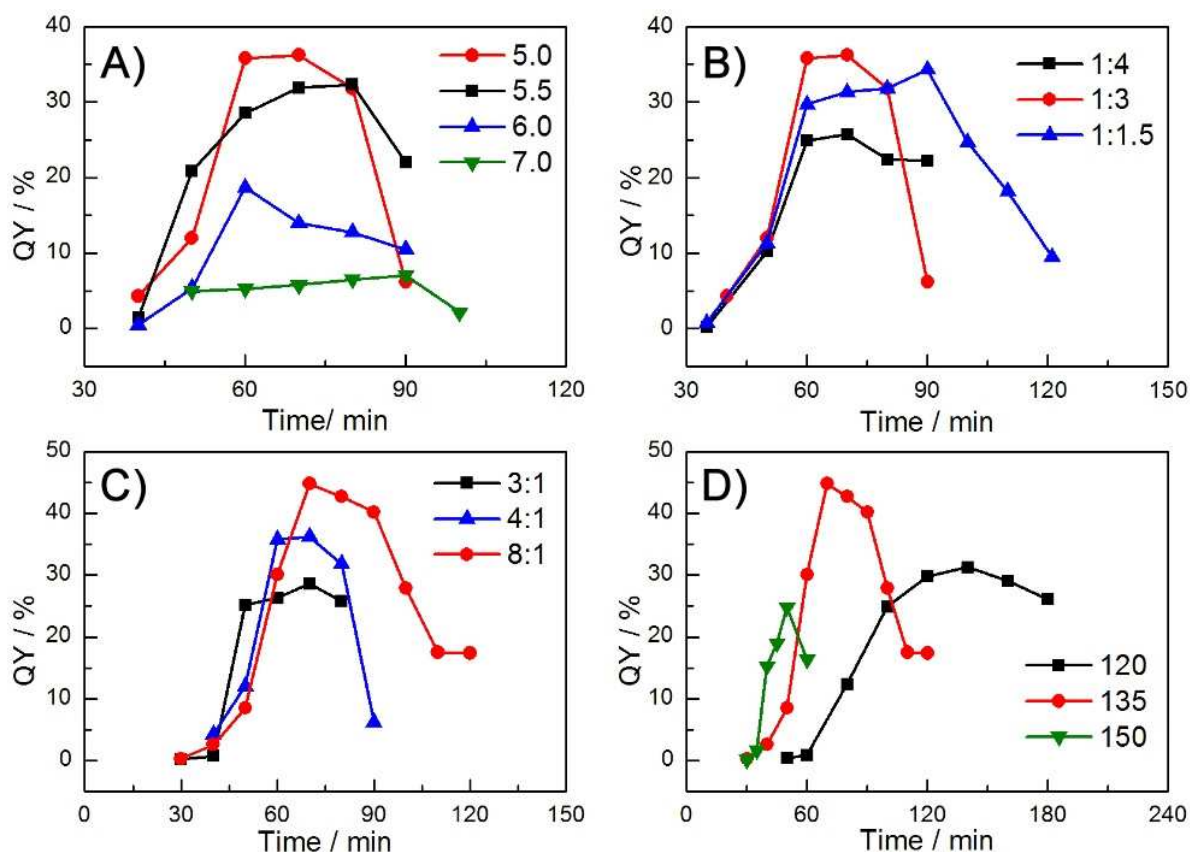 A)
QY / %
40
30
20
10
0
5.0
5.5
6.0
7.0
30 60 90 120
Time/ min
B)
QY / %
40
30
20
10
0
1:4
1:3
1:1.5
30 60 90 120 150
Time / min
C)
QY / %
50
40
30
20
10
0
3:1
4:1
8:1
0 30 60 90 120 150
Time / min
D)
QY / %
50
40
30
20
10
0
120
135
150
0 60 120 180 240
Time / min